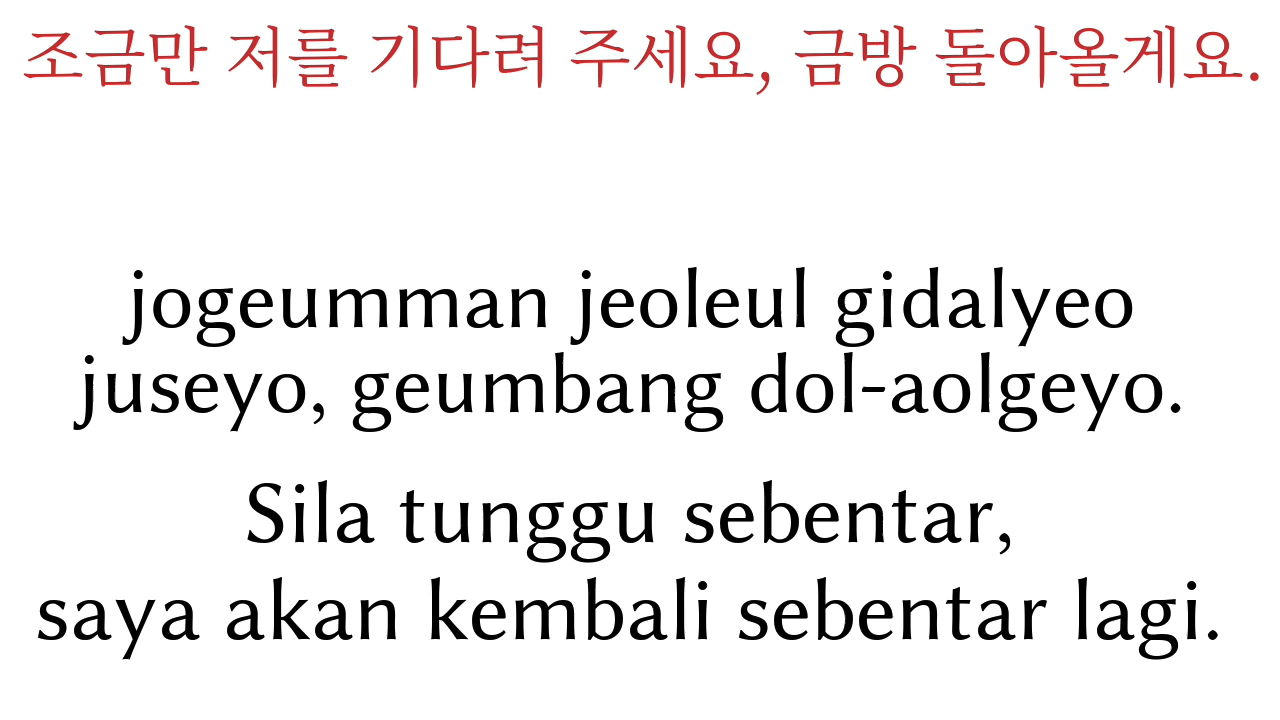 조금만 저를 기다려 주세요, 금방 돌아올게요.
jogeumman jeoleul gidalyeo
juseyo, geumbang dol-aolgeyo.
Sila tunggu sebentar,
saya akan kembali sebentar lagi.